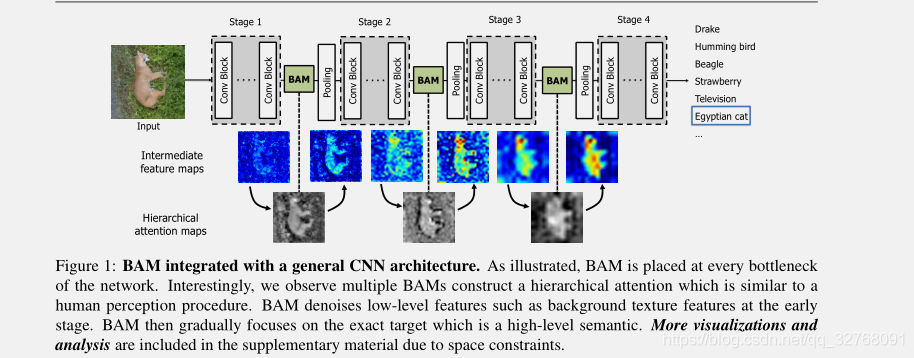 Stage 1
Stage 2
Stage 3
Stage 4
Input
Conv Block
....
Conv Block
BAM
Pooling
Conv Block
....
Conv Block
BAM
Pooling
Conv Block
....
Conv Block
BAM
Pooling
Conv Block
....
Conv Block
Drake
Humming bird
Beagle
Strawberry
Television
Egyptian cat
...
Intermediate
feature maps
Hierarchical
attention maps
Figure 1: BAM integrated with a general CNN architecture. As illustrated, BAM is placed at every bottleneck
of the network. Interestingly, we observe multiple BAMs construct a hierarchical attention which is similar to a
human perception procedure. BAM denoises low-level features such as background texture features at the early
stage. BAM then gradually focuses on the exact target which is a high-level semantic. More visualizations and
analysis are included in the supplementary material due to space constraints.
https://blog.csdn.net/qq_32768091